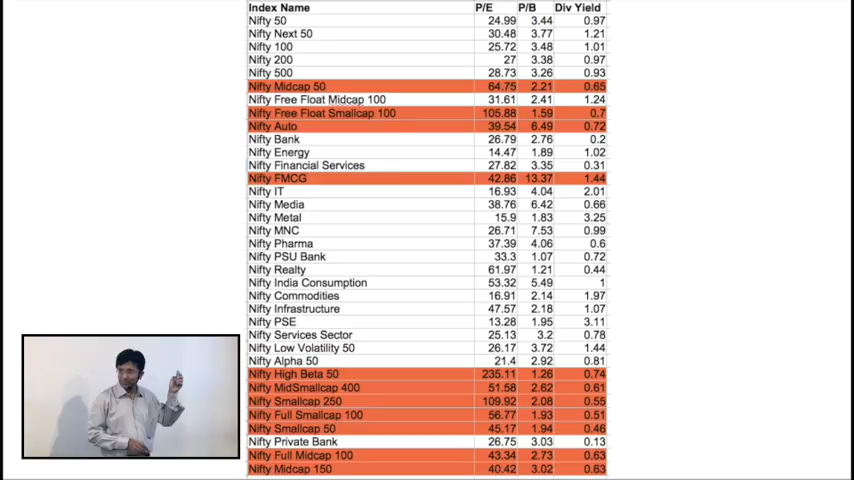 Index Name P/E P/B Div Yield
Nifty 50 24.99 3.44 0.97
Nifty Next 50 30.48 3.77 1.21
Nifty 100 25.72 3.48 1.01
Nifty 200 27 3.38 0.97
Nifty 500 28.73 3.26 0.93
Nifty Midcap 50 64.75 2.21 0.65
Nifty Free Float Midcap 100 31.61 2.41 1.24
Nifty Free Float Smallcap 100 105.88 1.59 0.7
Nifty Auto 39.54 6.49 0.72
Nifty Bank 26.79 2.76 0.2
Nifty Energy 14.47 1.89 1.02
Nifty Financial Services 27.82 3.35 0.31
Nifty FMCG 42.86 13.37 1.44
Nifty IT 16.93 4.04 2.01
Nifty Media 38.76 6.42 0.66
Nifty Metal 15.9 1.83 3.25
Nifty MNC 26.71 7.53 0.99
Nifty Pharma 37.39 4.06 0.6
Nifty PSU Bank 33.3 1.07 0.72
Nifty Realty 61.97 1.21 0.44
Nifty India Consumption 53.32 5.49 1
Nifty Commodities 16.91 2.14 1.97
Nifty Infrastructure 47.57 2.18 1.07
Nifty PSE 13.28 1.95 3.11
Nifty Services Sector 25.13 3.2 0.78
Nifty Low Volatility 50 26.17 3.72 1.44
Nifty Alpha 50 21.4 2.92 0.81
Nifty High Beta 50 235.11 1.26 0.74
Nifty MidSmallcap 400 51.58 2.62 0.61
Nifty Smallcap 250 109.92 2.08 0.55
Nifty Full Smallcap 100 56.77 1.93 0.51
Nifty Smallcap 50 45.17 1.94 0.46
Nifty Private Bank 26.75 3.03 0.13
Nifty Full Midcap 100 43.34 2.73 0.63
Nifty Midcap 150 40.42 3.02 0.63